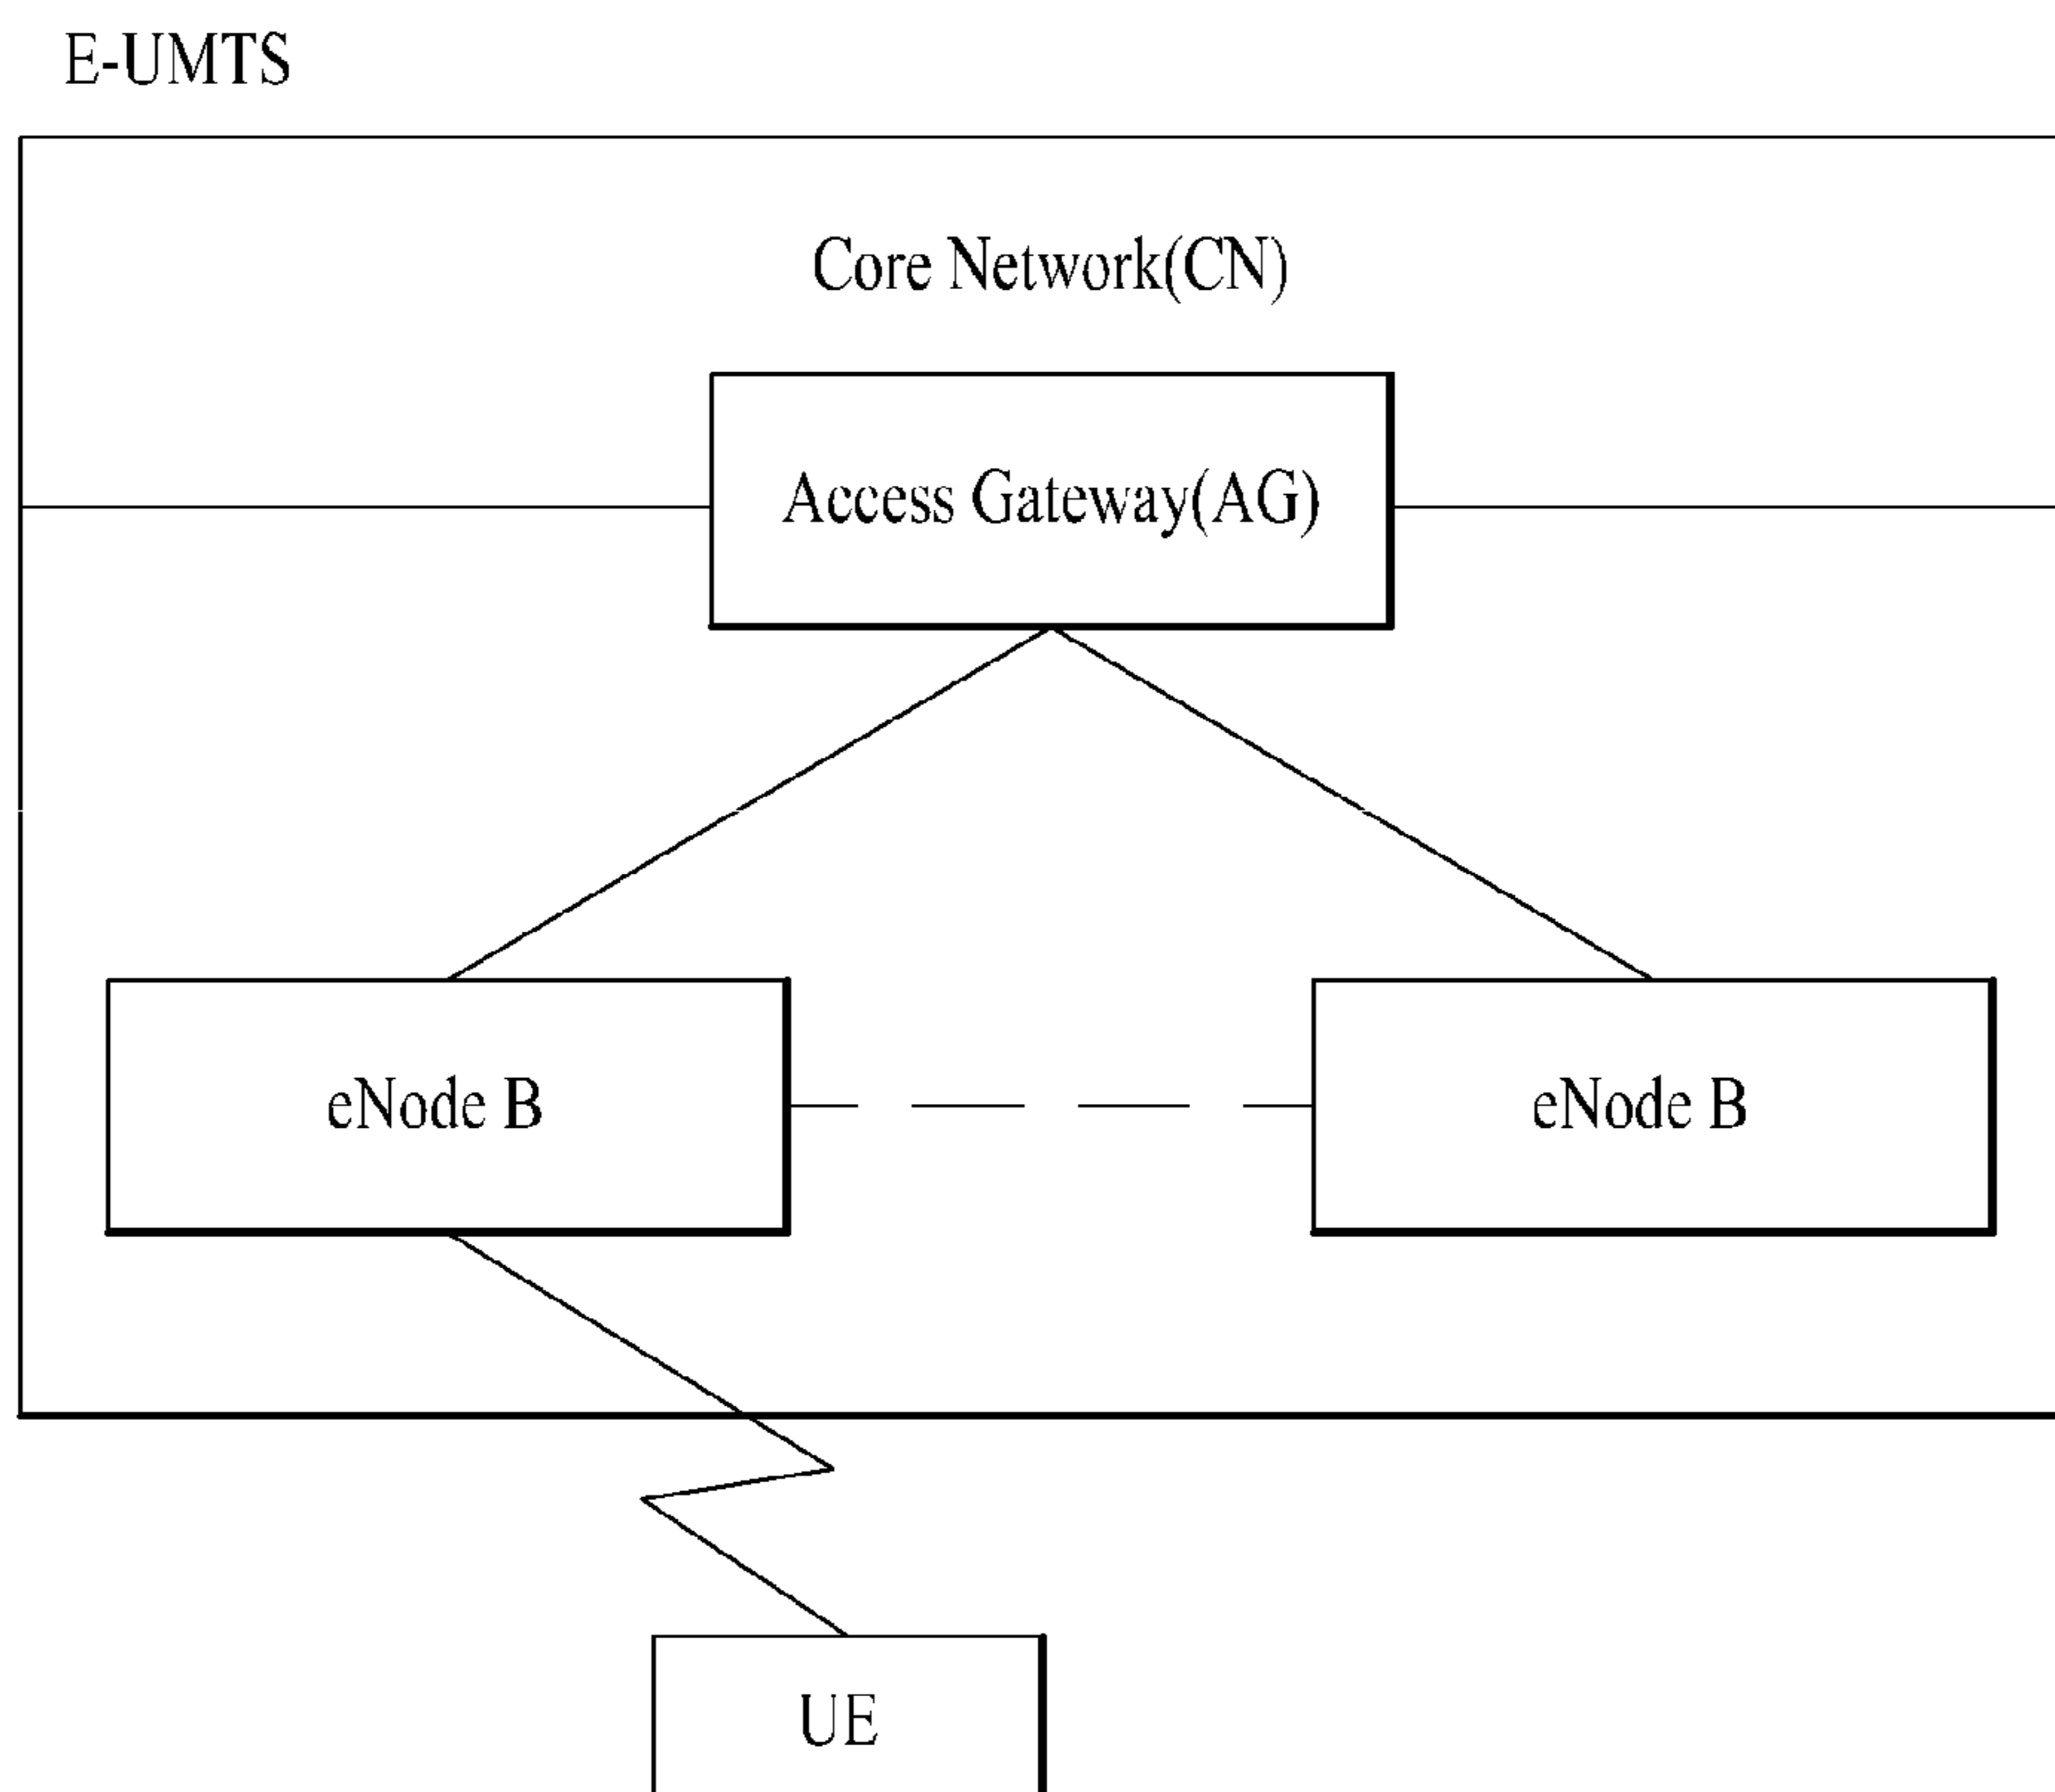 E-UMTS
Core Network(CN)
Access Gateway(AG)
eNode B
eNode B
UE